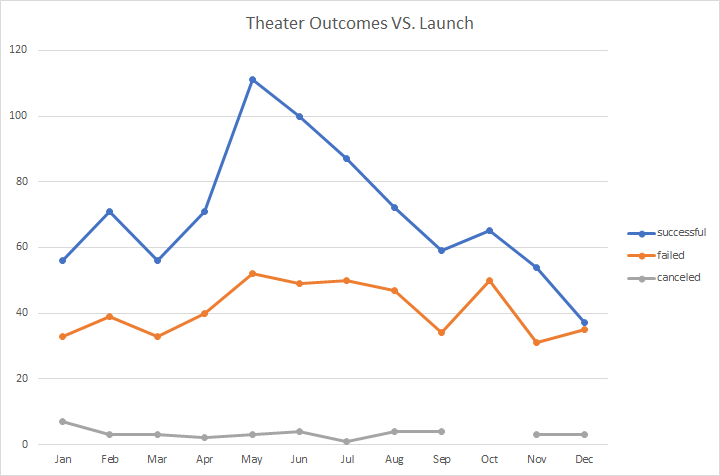 Theater Outcomes VS. Launch
120
100
80
60
40
20
0
Jan Feb Mar Apr May Jun Jul Aug Sep Oct Nov Dec
successful
failed
canceled